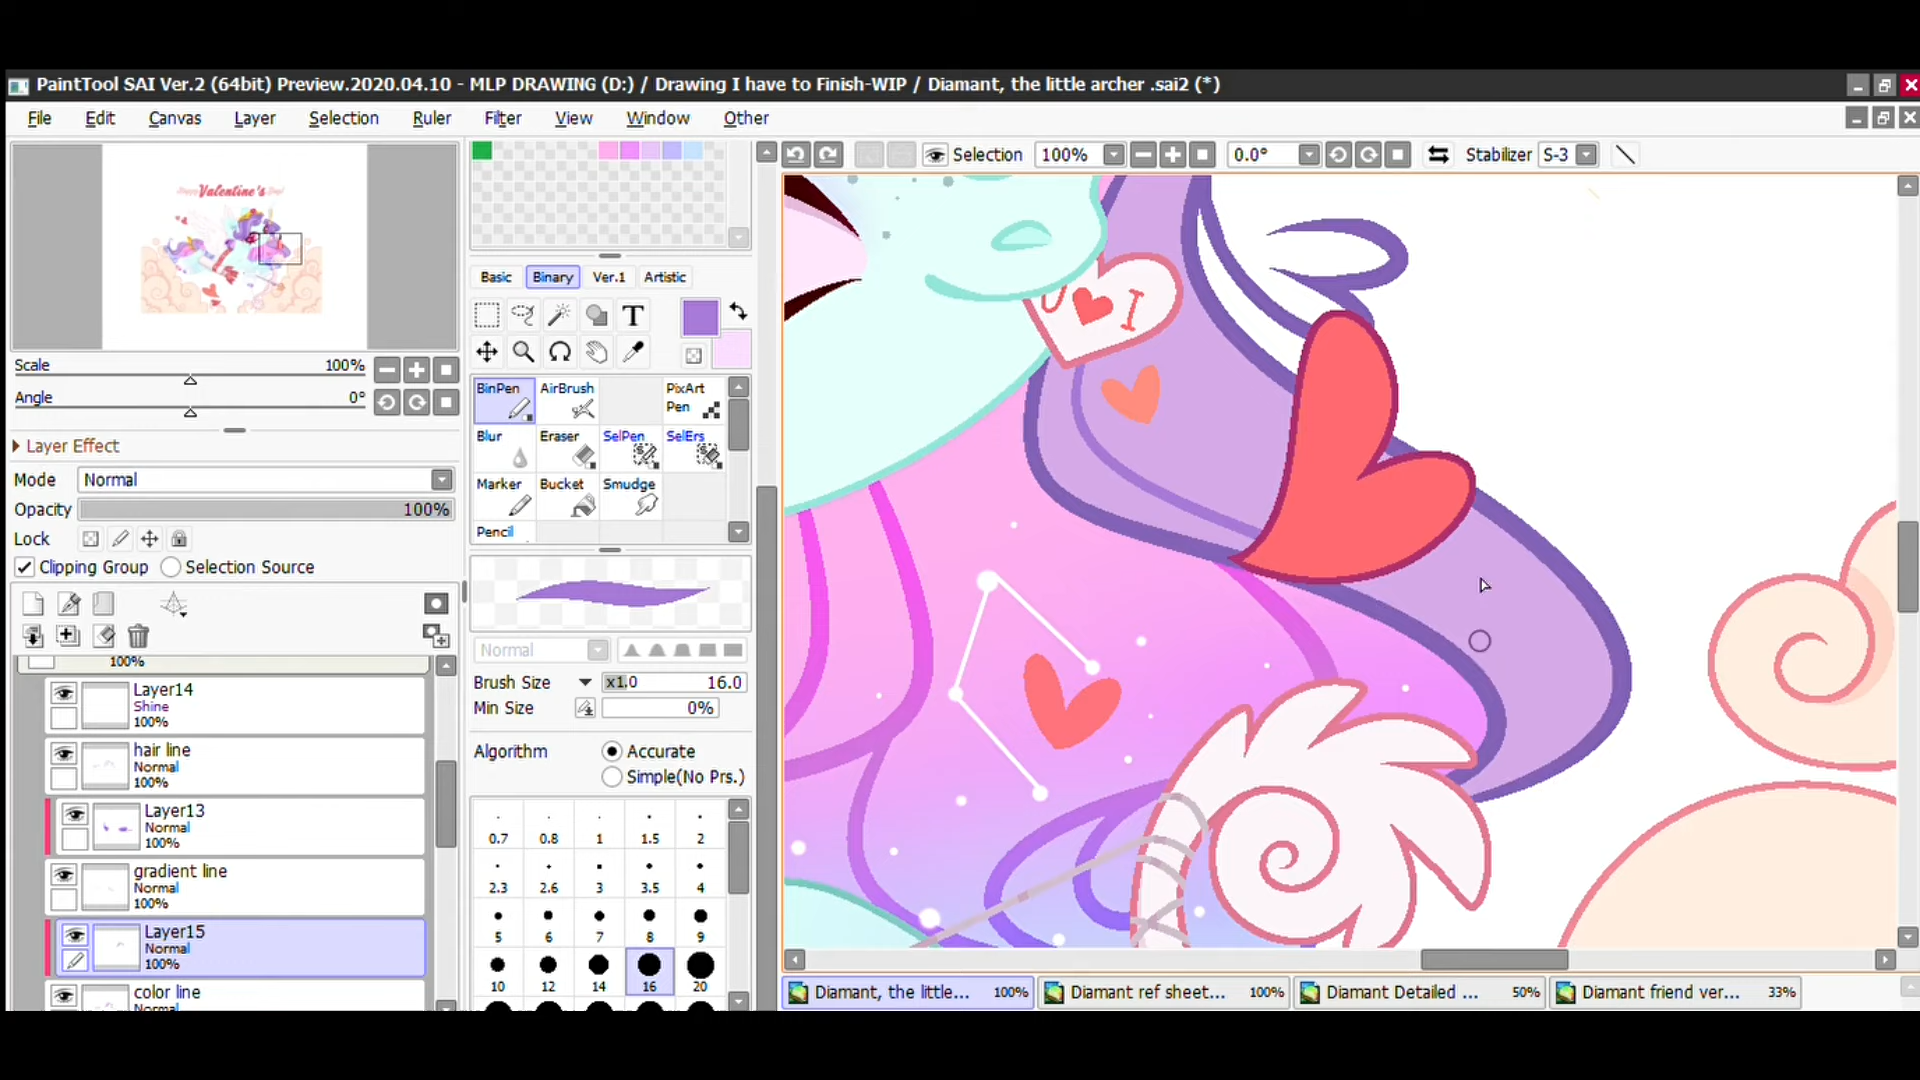 PaintTool SAI Ver.2 (64bit) Preview.2020.04.10 - MLP DRAWING (D:) / Drawing I have to Finish-WIP / Diamant, the little archer .sai2 (*)
File Edit Canvas Layer Selection Ruler Filter View Window Other
Selection 100% 0.0° Stabilizer S-3
Valentine's
Scale 100%
Angle 0°
Layer Effect
Mode Normal
Opacity 100%
Lock
Clipping Group Selection Source
100%
Layer14
Shine
100%
hair line
Normal
100%
Layer13
Normal
100%
gradient line
Normal
100%
Layer15
Normal
100%
color line
Normal
Basic Binary Ver.1 Artistic
T
BinPen AirBrush PixArt Pen
Blur Eraser SelPen SelErs
Marker Bucket Smudge
Pencil
Normal
Brush Size x1.0 16.0
Min Size 0%
Algorithm Accurate
Simple(No Prs.)
0.7 0.8 1 1.5 2
2.3 2.6 3 3.5 4
5 6 7 8 9
10 12 14 16 20
U I
Diamant, the little... 100% Diamant ref sheet... 100% Diamant Detailed ... 50% Diamant friend ver... 33%